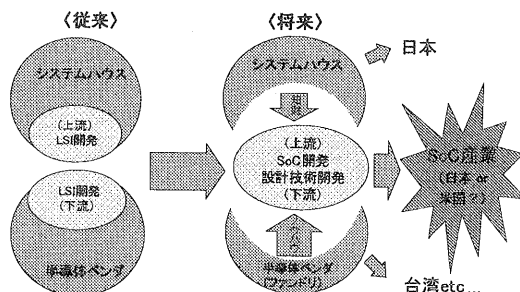 〈従来〉
システムハウス
(上流)
LSI開発
LSI開発
(下流)
半導体ベンダ
〈将来〉
システムハウス
(上流)
SoC開発
設計技術開発
(下流)
半導体ベンダ
(ファンドリ)
日本
SoC産業
(日本 or
米国?)
台湾etc...